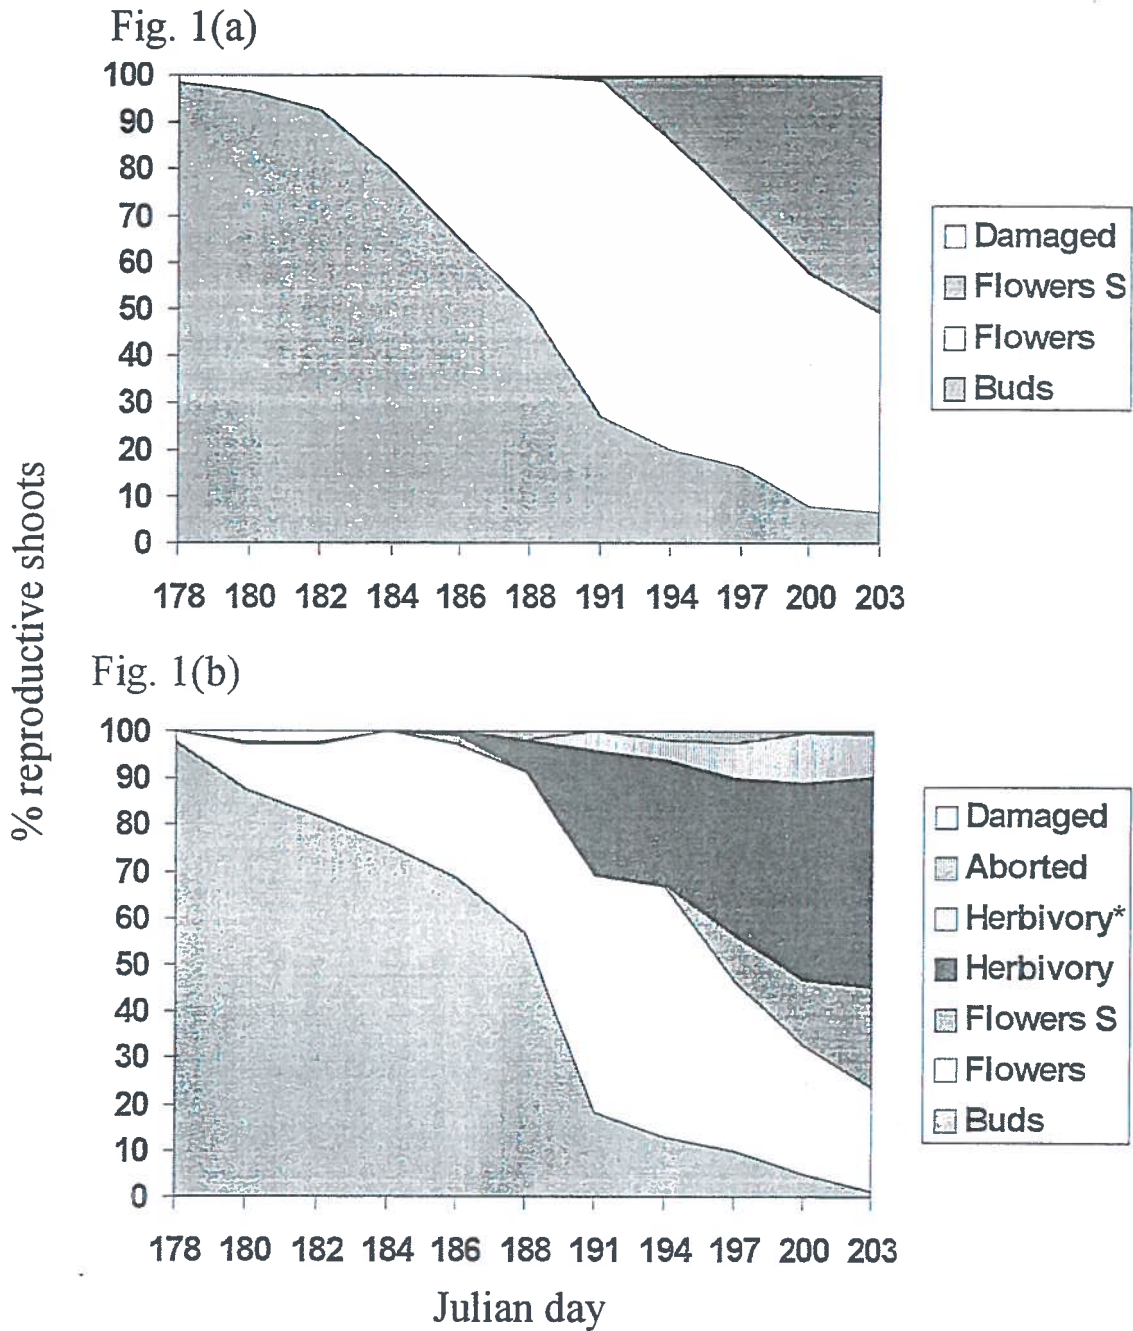 Fig. 1(a)
100
90
80
70
60
50
40
30
20
10
0
178 180 182 184 186 188 191 194 197 200 203
Damaged
Flowers S
Flowers
Buds
% reproductive shoots
Fig. 1(b)
100
90
80
70
60
50
40
30
20
10
0
178 180 182 184 186 188 191 194 197 200 203
Damaged
Aborted
Herbivory*
Herbivory
Flowers S
Flowers
Buds
Julian day